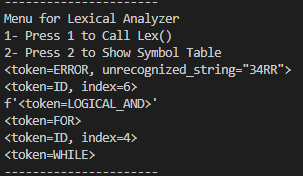 ----------------------
Menu for Lexical Analyzer
1- Press 1 to Call Lex()
2- Press 2 to Show Symbol Table
<token=ERROR, unrecognized_string="34RR">
<token=ID, index=6>
f'<token=LOGICAL_AND>'
<token=FOR>
<token=ID, index=4>
<token=WHILE>
----------------------